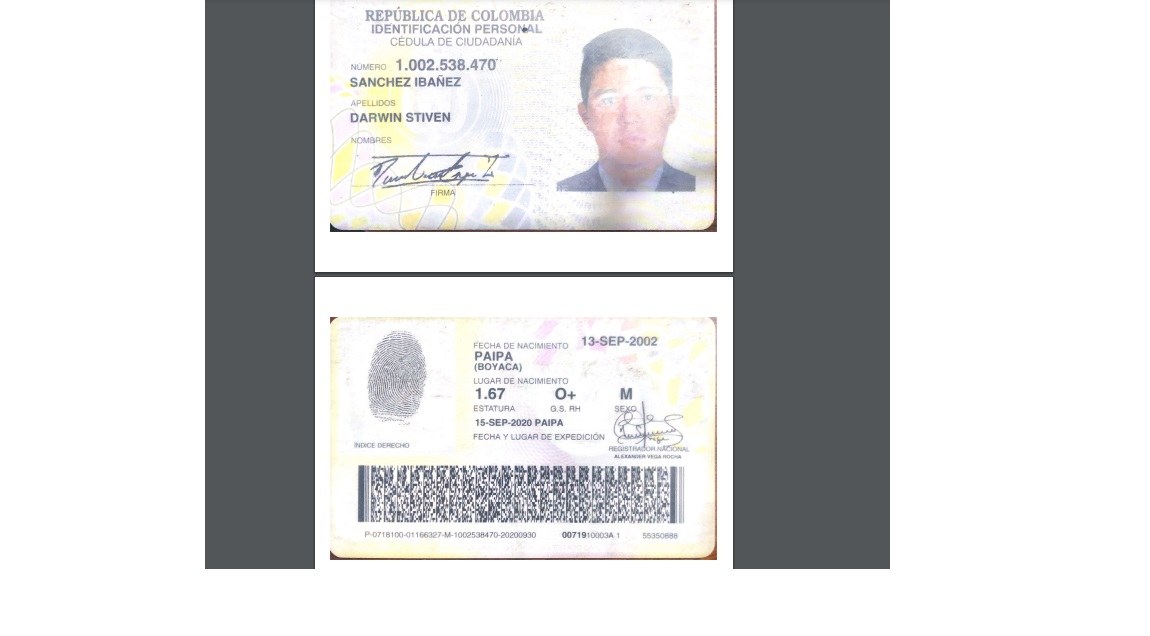 REPÚBLICA DE COLOMBIA
IDENTIFICACIÓN PERSONAL
CÉDULA DE CIUDADANÍA
NÚMERO 1.002.538.470
SANCHEZ IBAÑEZ
APELLIDOS
DARWIN STIVEN
NOMBRES
FIRMA
FECHA DE NACIMIENTO 13-SEP-2002
PAIPA
(BOYACA)
LUGAR DE NACIMIENTO
1.67 O+ M
ESTATURA G.S. RH SEXO
15-SEP-2020 PAIPA
FECHA Y LUGAR DE EXPEDICIÓN
REGISTRADOR NACIONAL
ALEXANDER VEGA ROCHA
ÍNDICE DERECHO
P-0718100-01166327-M-1002538470-20200930 0071910003A 1 55350888